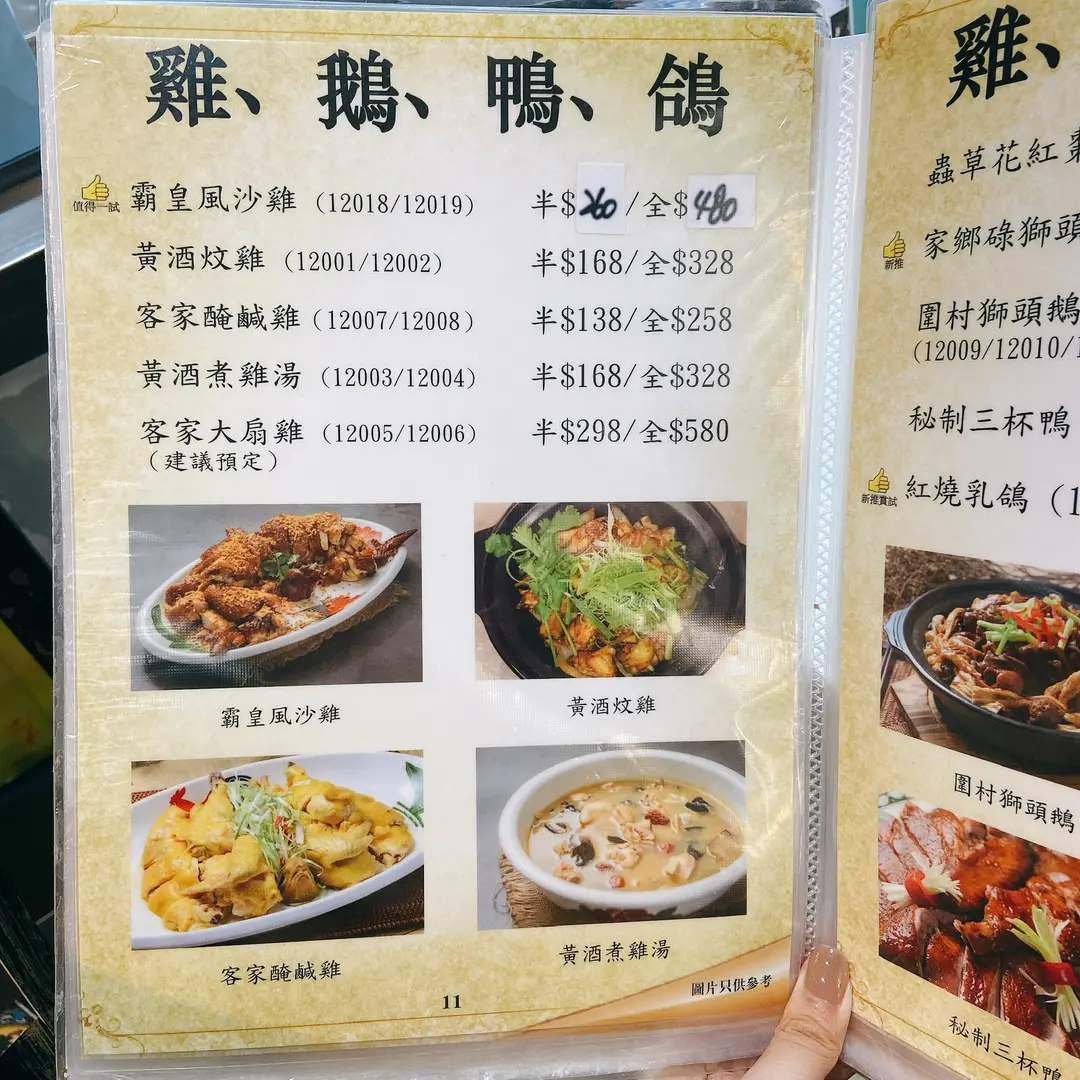 雞、鵝、鴨、鴿
值得一試 霸皇風沙雞 (12018/12019) 半$260/全$480
黃酒炆雞 (12001/12002) 半$168/全$328
客家醃鹹雞 (12007/12008) 半$138/全$258
黃酒煮雞湯 (12003/12004) 半$168/全$328
客家大扇雞 (12005/12006) 半$298/全$580
(建議預定)
霸皇風沙雞
黃酒炆雞
客家醃鹹雞
黃酒煮雞湯
圖片只供參考
11
雞、
蟲草花紅棗
新推 家鄉碌獅頭
圍村獅頭鵝
(12009/12010/1
秘制三杯鴨
新推賞試 紅燒乳鴿 (1
圍村獅頭鵝
秘制三杯鴨